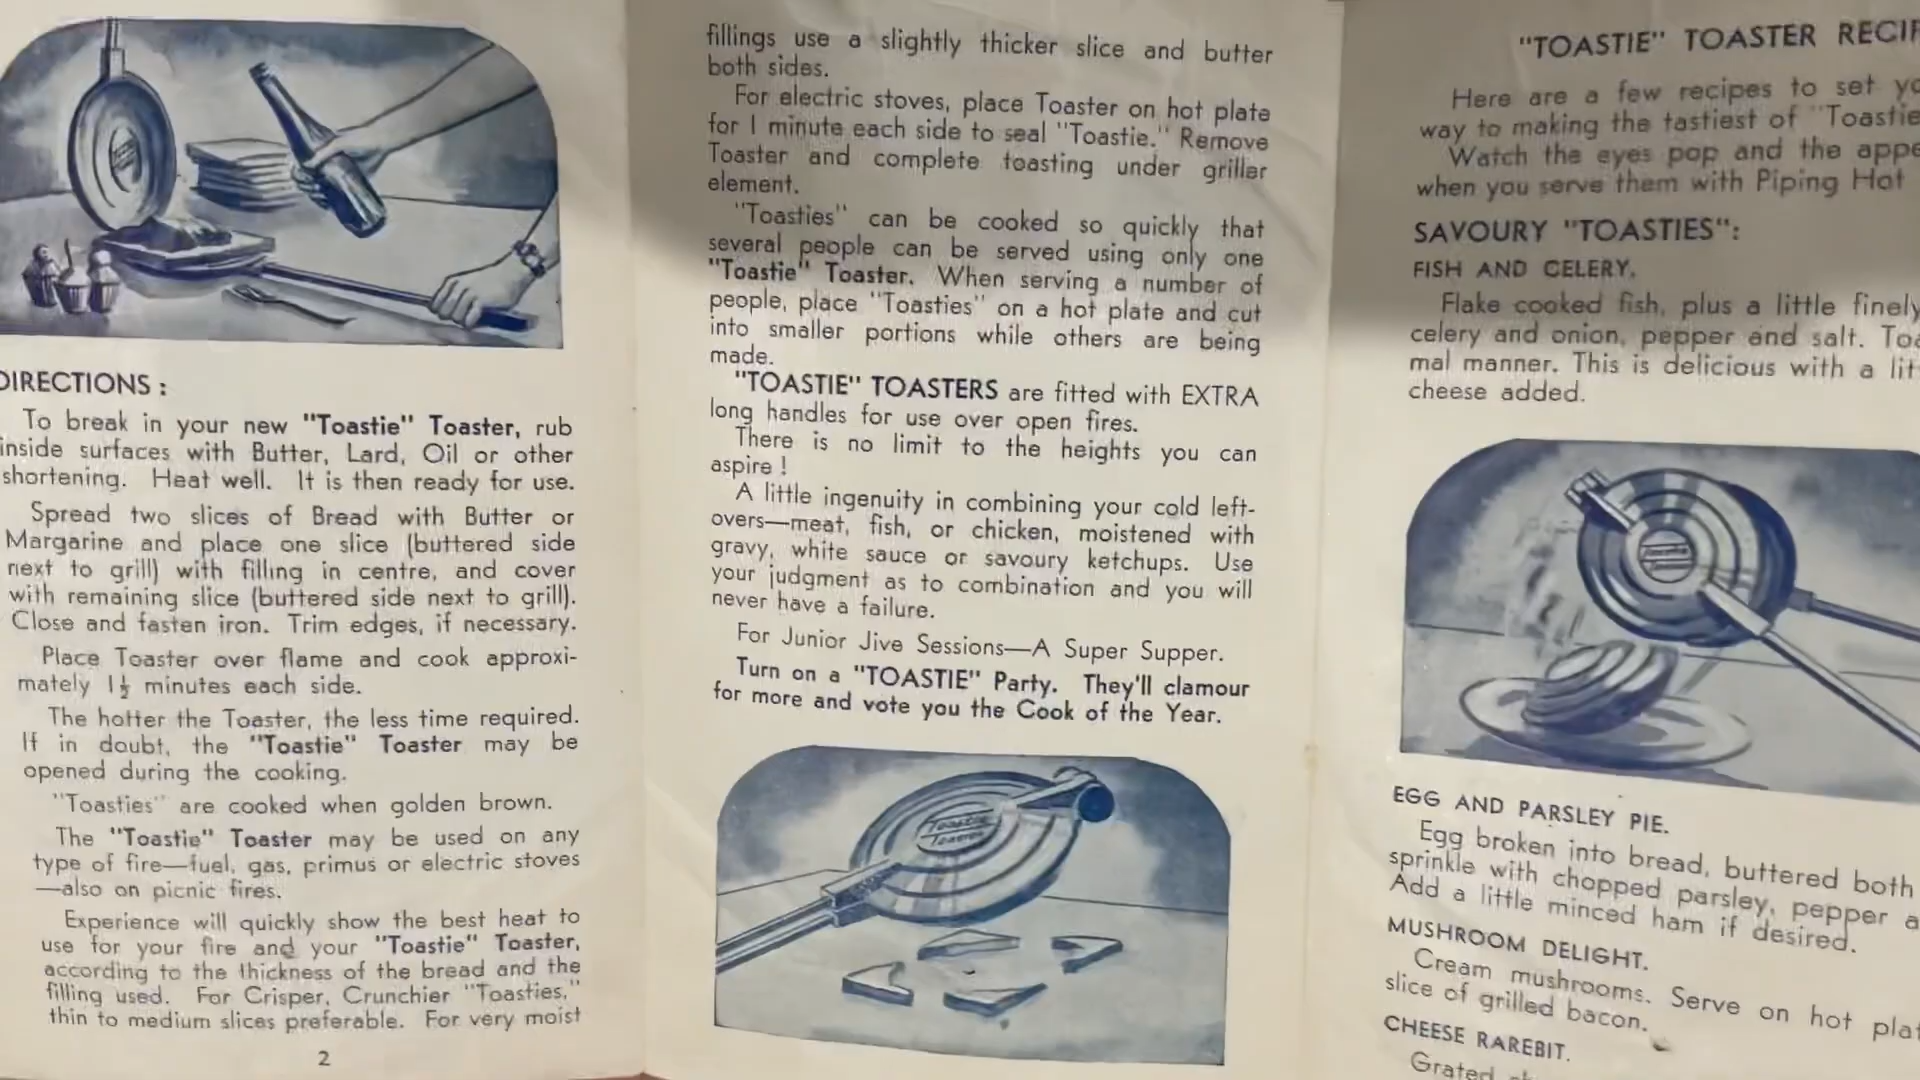 DIRECTIONS :
To break in your new "Toastie" Toaster, rub
inside surfaces with Butter, Lard, Oil or other
shortening. Heat well. It is then ready for use.
Spread two slices of Bread with Butter or
Margarine and place one slice (buttered side
next to grill) with filling in centre, and cover
with remaining slice (buttered side next to grill).
Close and fasten iron. Trim edges, if necessary.
Place Toaster over flame and cook approxi-
mately 1½ minutes each side.
The hotter the Toaster, the less time required.
If in doubt, the "Toastie" Toaster may be
opened during the cooking.
"Toasties" are cooked when golden brown.
The "Toastie" Toaster may be used on any
type of fire—fuel, gas, primus or electric stoves
—also on picnic fires.
Experience will quickly show the best heat to
use for your fire and your "Toastie" Toaster,
according to the thickness of the bread and the
filling used. For Crisper, Crunchier "Toasties,"
thin to medium slices preferable. For very moist
2
fillings use a slightly thicker slice and butter
both sides.
For electric stoves, place Toaster on hot plate
for 1 minute each side to seal "Toastie." Remove
Toaster and complete toasting under griller
element.
"Toasties" can be cooked so quickly that
several people can be served using only one
"Toastie" Toaster. When serving a number of
people, place "Toasties" on a hot plate and cut
into smaller portions while others are being
made.
"TOASTIE" TOASTERS are fitted with EXTRA
long handles for use over open fires.
There is no limit to the heights you can
aspire !
A little ingenuity in combining your cold left-
overs—meat, fish, or chicken, moistened with
gravy, white sauce or savoury ketchups. Use
your judgment as to combination and you will
never have a failure.
For Junior Jive Sessions—A Super Supper.
Turn on a "TOASTIE" Party. They'll clamour
for more and vote you the Cook of the Year.
Toastie
Toaster
"TOASTIE" TOASTER
Here are a few recipes to set
way to making the tastiest of "Toastie
Watch the eyes pop and the
when you serve them with Piping Hot
SAVOURY "TOASTIES":
FISH AND CELERY.
Flake cooked fish, plus a little finely
celery and onion, pepper and salt.
mal manner. This is delicious with a
cheese added.
EGG AND PARSLEY PIE.
Egg broken into bread, buttered both
sprinkle with chopped parsley, pepper
Add a little minced ham if desired.
MUSHROOM DELIGHT.
Cream mushrooms. Serve on hot
slice of grilled bacon.
CHEESE RAREBIT.
Grated